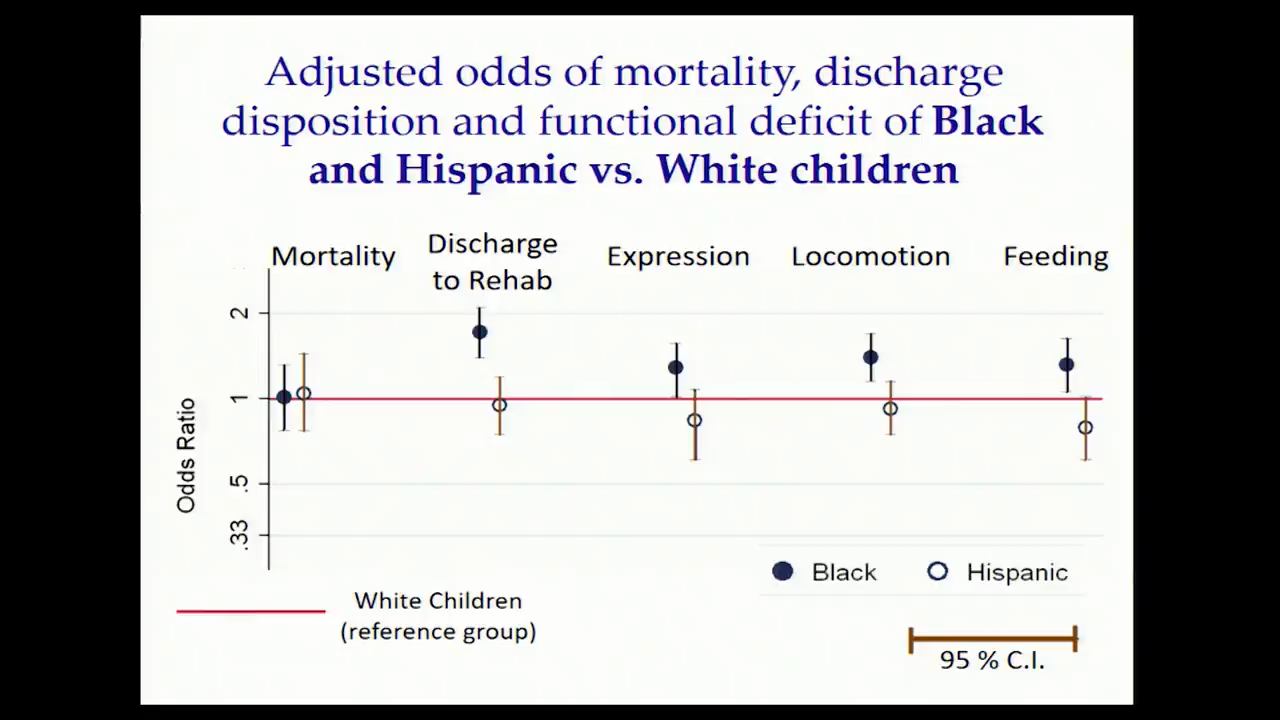 Adjusted odds of mortality, discharge
disposition and functional deficit of Black
and Hispanic vs. White children
Mortality
Discharge
to Rehab
Expression
Locomotion
Feeding
2
1
.5
.33
Odds Ratio
Black
Hispanic
White Children
(reference group)
95 % C.I.